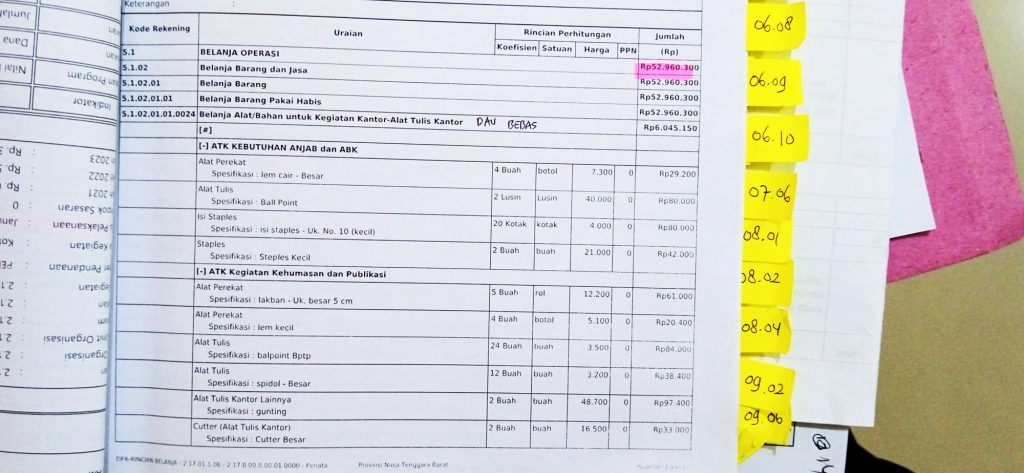 Keterangan :
Kode Rekening Uraian Rincian Perhitungan Jumlah
Koefisien Satuan Harga PPN (Rp)
5.1 BELANJA OPERASI Rp52.960.300
5.1.02 Belanja Barang dan Jasa Rp52.960.300
5.1.02.01 Belanja Barang Rp52.960.300
5.1.02.01.01 Belanja Barang Pakai Habis Rp52.960.300
5.1.02.01.01.0024 Belanja Alat/Bahan untuk Kegiatan Kantor-Alat Tulis Kantor DAU BEBAS Rp6.045.150
[#]
[-] ATK KEBUTUHAN ANJAB dan ABK
Alat Perekat 4 Buah botol 7.300 0 Rp29.200
Spesifikasi : lem cair - Besar
Alat Tulis 2 Lusin Lusin 40.000 0 Rp80.000
Spesifikasi : Ball Point
Isi Staples 20 Kotak kotak 4.000 0 Rp80.000
Spesifikasi : isi staples - Uk. No. 10 (kecil)
Staples 2 Buah buah 21.000 0 Rp42.000
Spesifikasi : Steples Kecil
[-] ATK Kegiatan Kehumasan dan Publikasi
Alat Perekat 5 Buah rol 12.200 0 Rp61.000
Spesifikasi : lakban - Uk. besar 5 cm
Alat Perekat 4 Buah botol 5.100 0 Rp20.400
Spesifikasi : lem kecil
Alat Tulis 24 Buah buah 3.500 0 Rp84.000
Spesifikasi : balpoint Bptp
Alat Tulis 12 Buah buah 3.200 0 Rp38.400
Spesifikasi : spidol - Besar
Alat Tulis Kantor Lainnya 2 Buah buah 48.700 0 Rp97.400
Spesifikasi : gunting
Cutter (Alat Tulis Kantor) 2 Buah buah 16.500 0 Rp33.000
Spesifikasi : Cutter Besar
DPA-RINCIAN BELANJA - 2.17.01.1.06 - 2.17.0.00.0.00.01.0000 - Penata. Provinsi Nusa Tenggara Barat
06.08
06.09
06.10
07.06
08.01
08.02
08.04
09.02
09.06
Jumlah
Dana
Nilai
Program
Indikator
2023
2022
2021
Sasaran : 0
Pelaksanaan
Kegiatan
Pendanaan
Organisasi
Organisasi